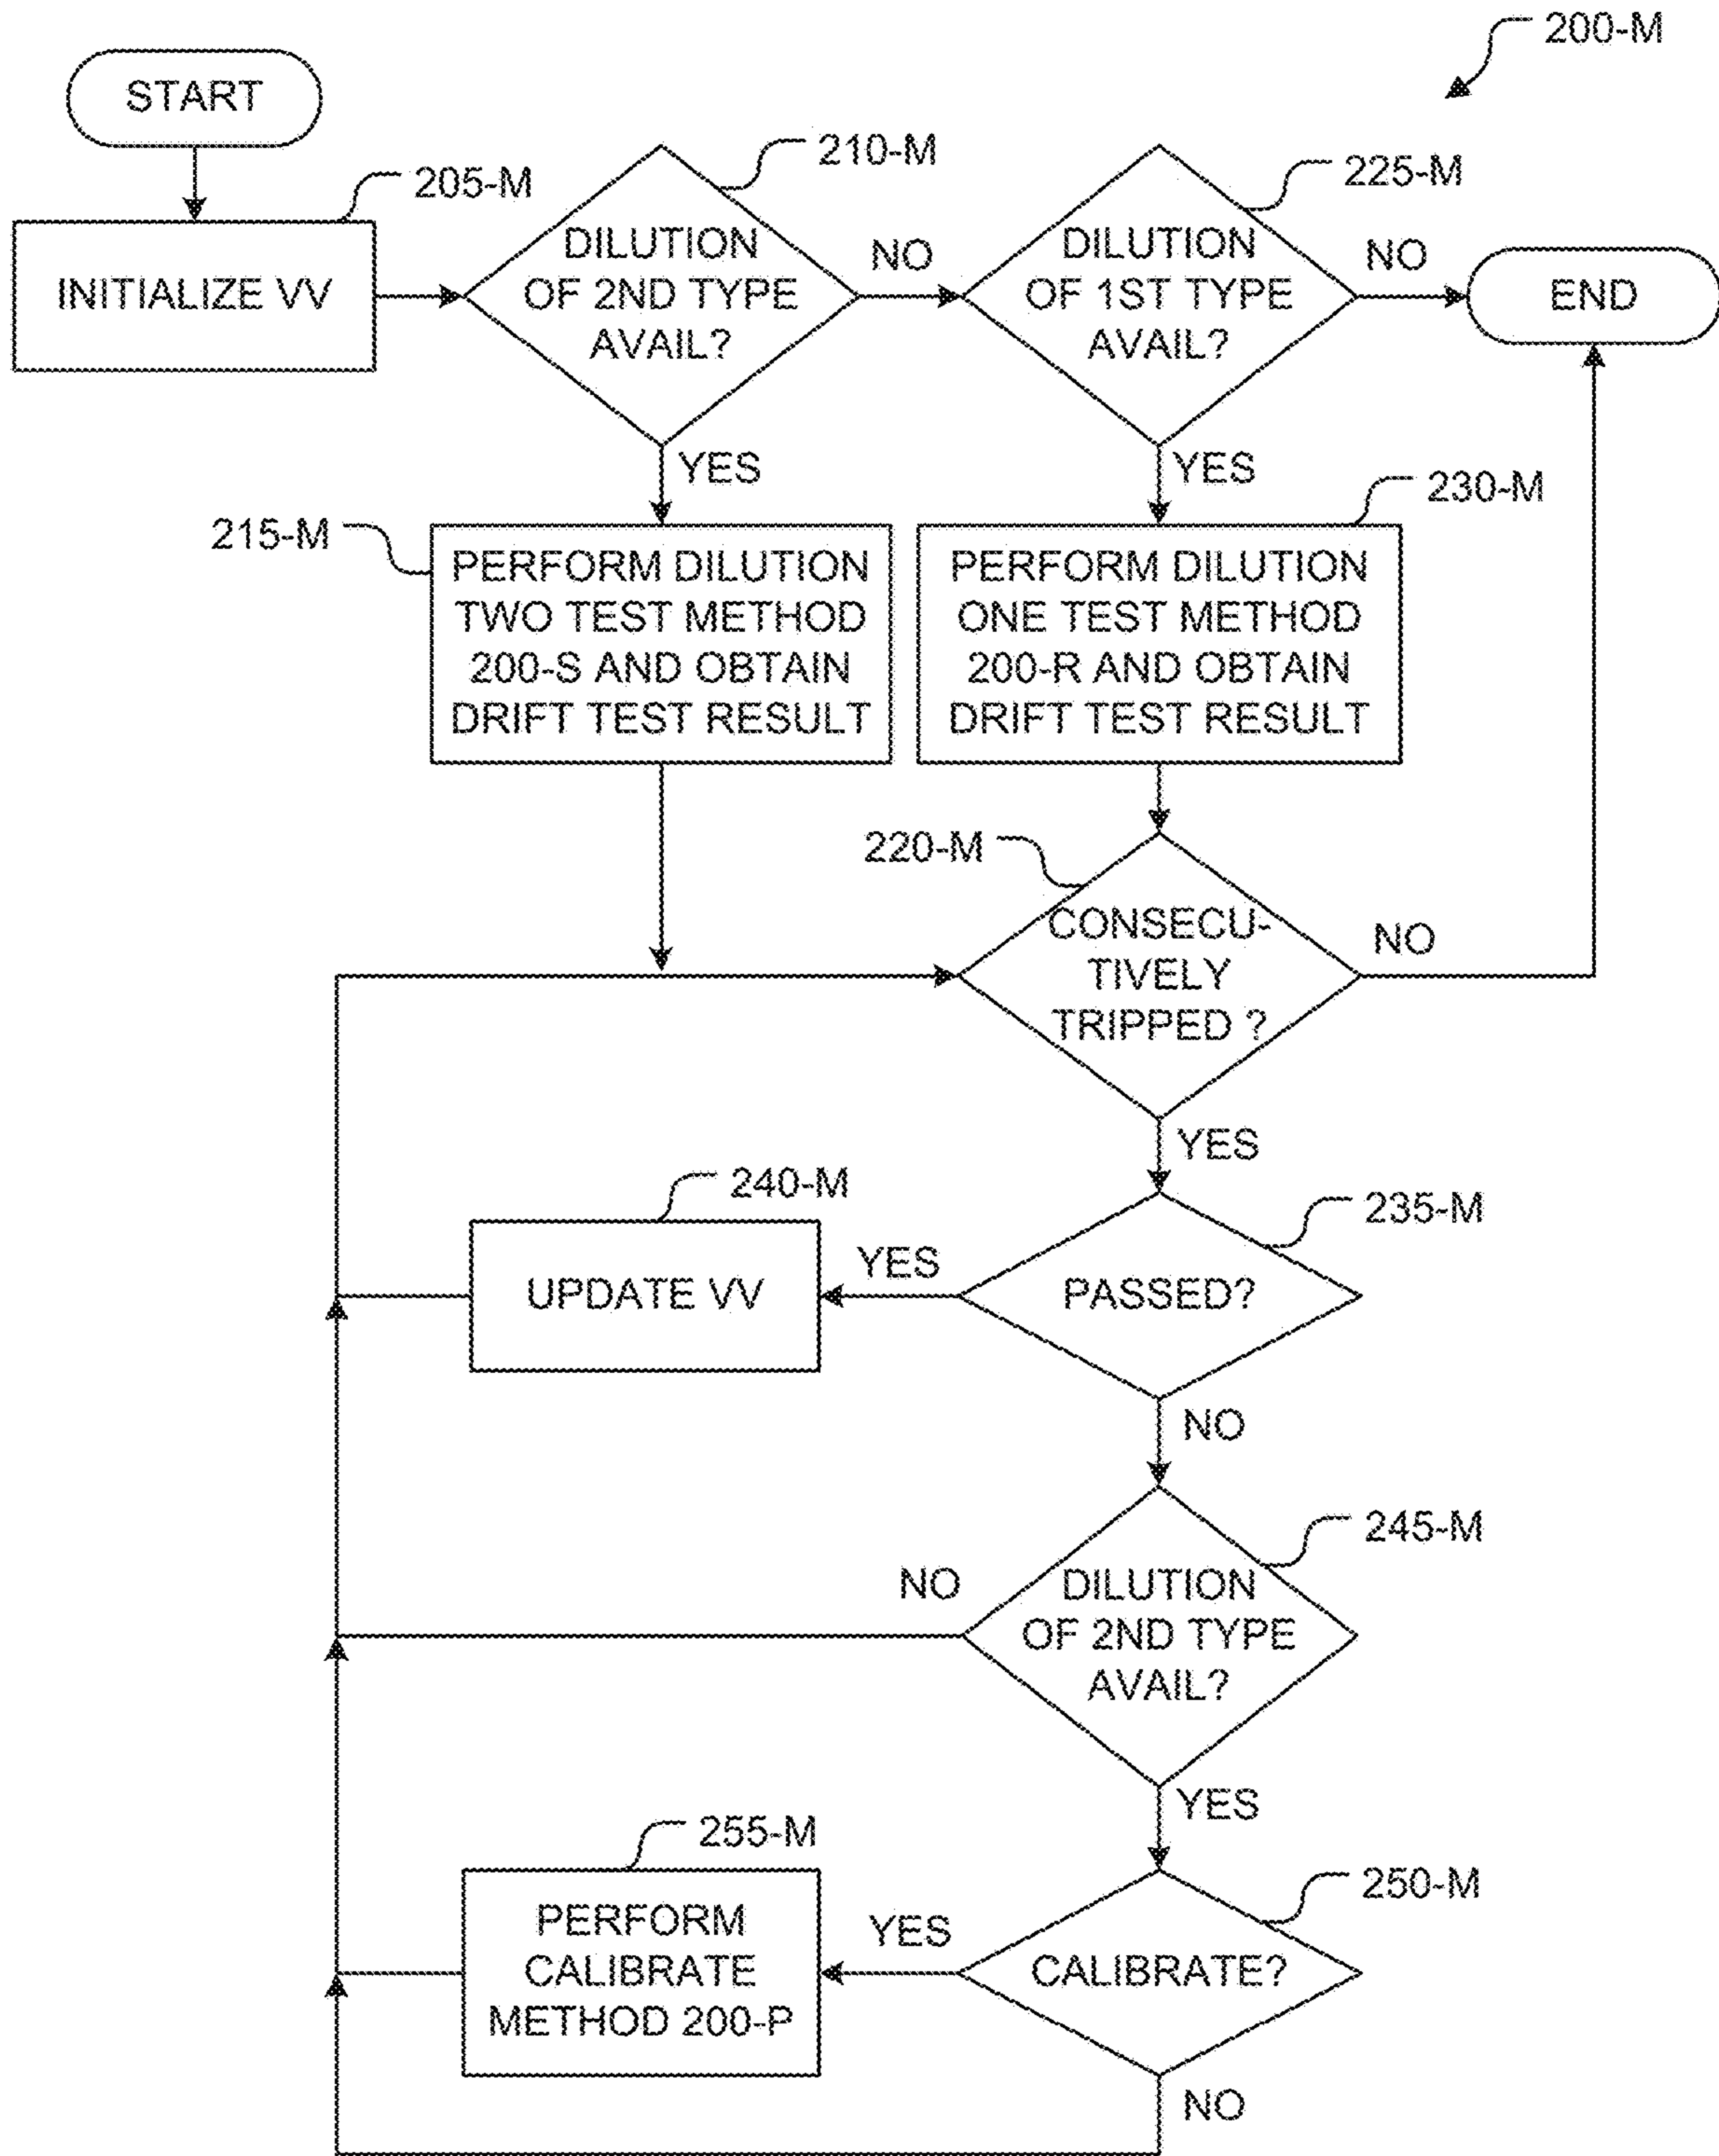 200-M
START
205-M
210-M
225-M
INITIALIZE VV
DILUTION
OF 2ND TYPE
AVAIL?
NO
DILUTION
OF 1ST TYPE
AVAIL?
NO
END
YES
YES
215-M
230-M
PERFORM DILUTION
TWO TEST METHOD
200-S AND OBTAIN
DRIFT TEST RESULT
PERFORM DILUTION
ONE TEST METHOD
200-R AND OBTAIN
DRIFT TEST RESULT
220-M
CONSECU-
TIVELY
TRIPPED ?
NO
YES
240-M
235-M
UPDATE VV
YES
PASSED?
NO
245-M
NO
DILUTION
OF 2ND TYPE
AVAIL?
YES
255-M
250-M
PERFORM
CALIBRATE
METHOD 200-P
YES
CALIBRATE?
NO